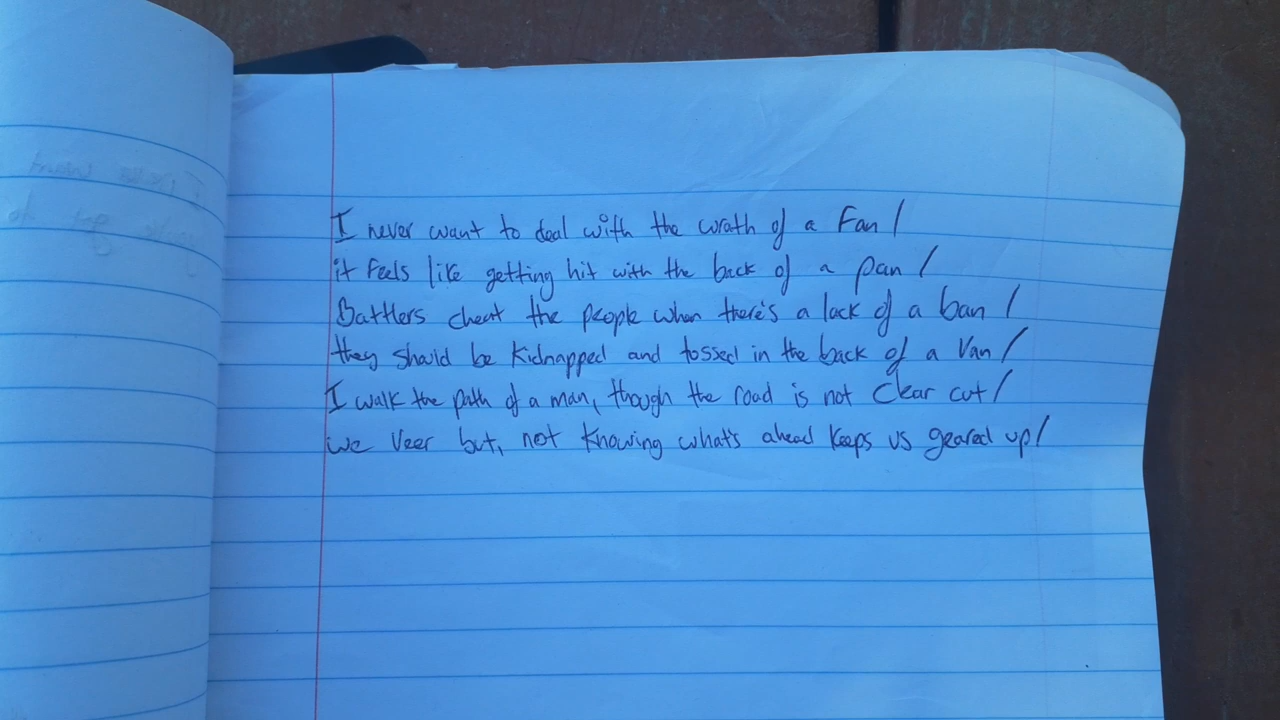 I never want to deal with the wrath of a Fan /
it feels like getting hit with the back of a pan /
Battlers cheat the people when there's a lack of a ban /
they should be kidnapped and tossed in the back of a Van /
I walk the path of a man, though the road is not clear cut /
we veer but, not knowing what's ahead keeps us geared up /